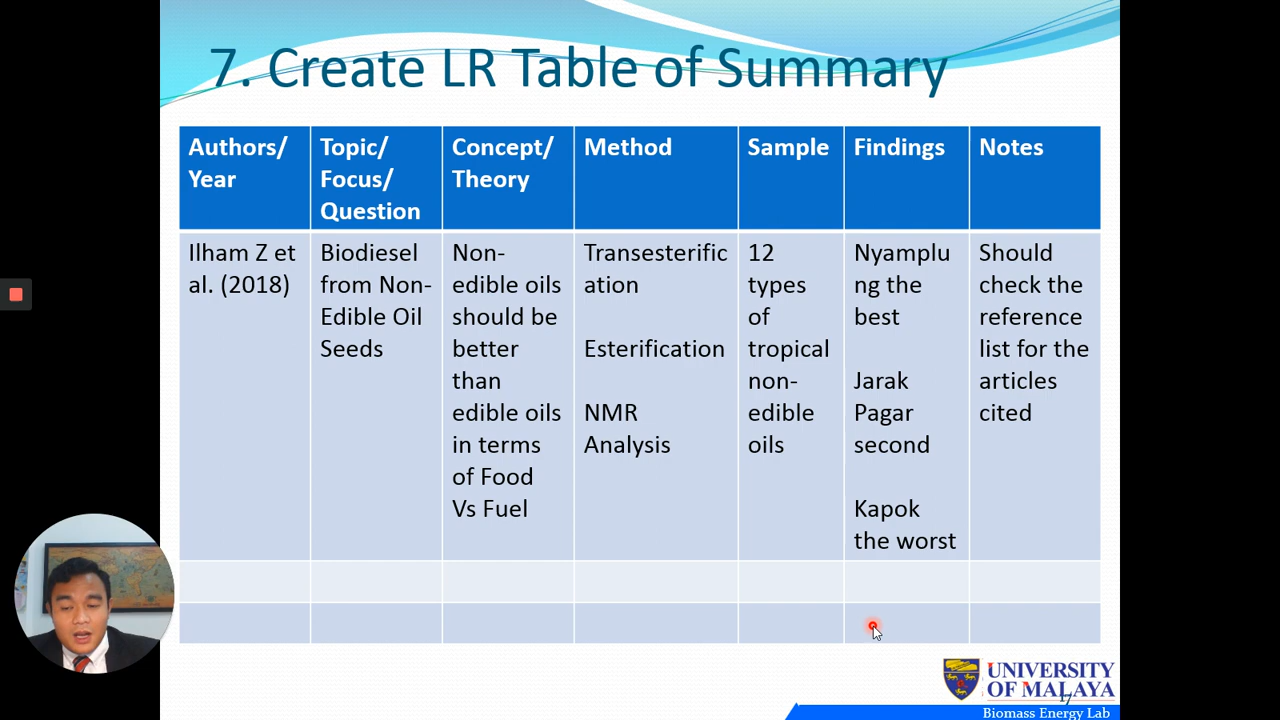 7. Create LR Table of Summary
Authors/
Year
Topic/
Focus/
Question
Concept/
Theory
Method
Sample
Findings
Notes
Ilham Z et
al. (2018)
Biodiesel
from Non-
Edible Oil
Seeds
Non-
edible oils
should be
better
than
edible oils
in terms
of Food
Vs Fuel
Transesterific
ation
Esterification
NMR
Analysis
12
types
of
tropical
non-
edible
oils
Nyamplu
ng the
best
Jarak
Pagar
second
Kapok
the worst
Should
check the
reference
list for the
articles
cited
UNIVERSITY
OF MALAYA
17
Biomass Energy Lab